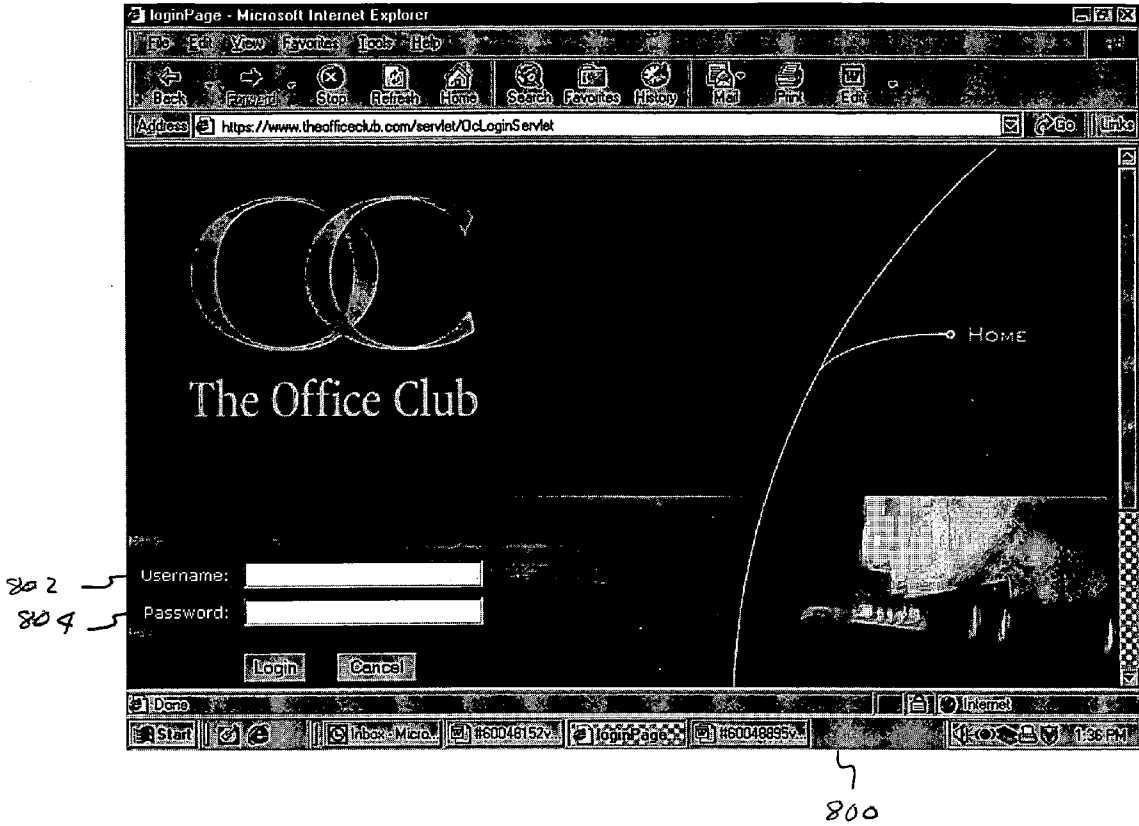 loginPage - Microsoft Internet Explorer
File Edit View Favorites Tools Help
Back Forward Stop Refresh Home Search Favorites History Mail Print Edit
Address https://www.theofficeclub.com/servlet/OcLoginServlet Go Links
OC
HOME
The Office Club
802 Username:
804 Password:
Login Cancel
Done Internet
Start Inbox - Micro... #60046152v... loginPage #60048895v... 1:36 PM
800